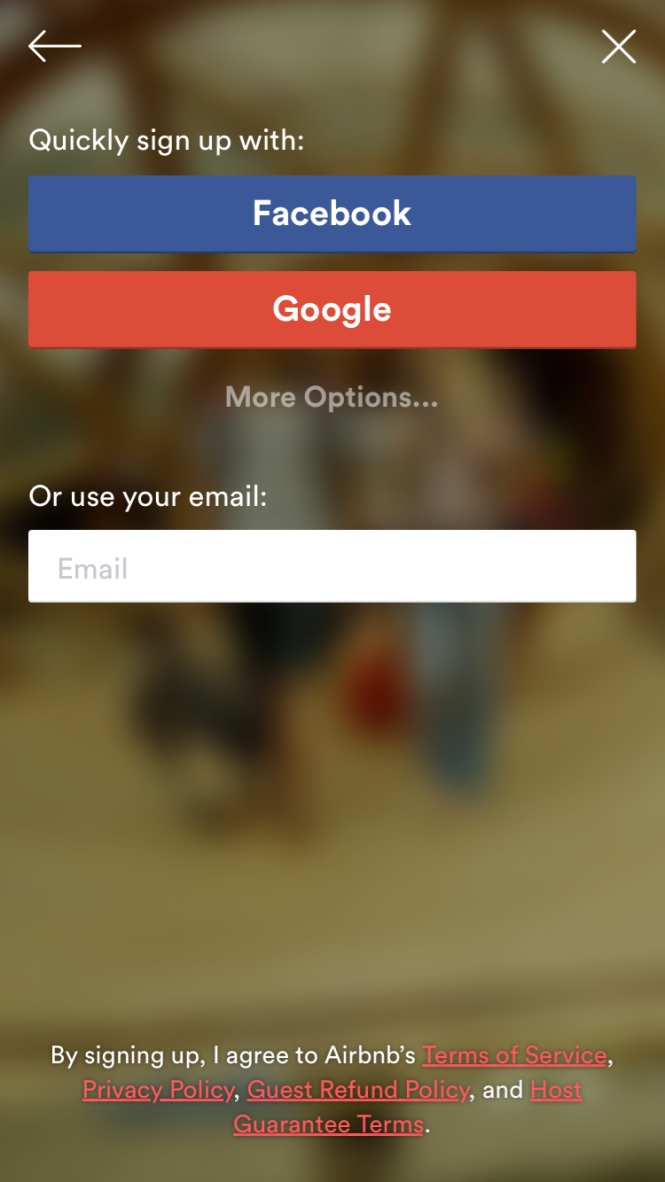 Quickly sign up with:
Facebook
Google
More Options...
Or use your email:
Email
By signing up, I agree to Airbnb’s Terms of Service,
Privacy Policy, Guest Refund Policy, and Host
Guarantee Terms.